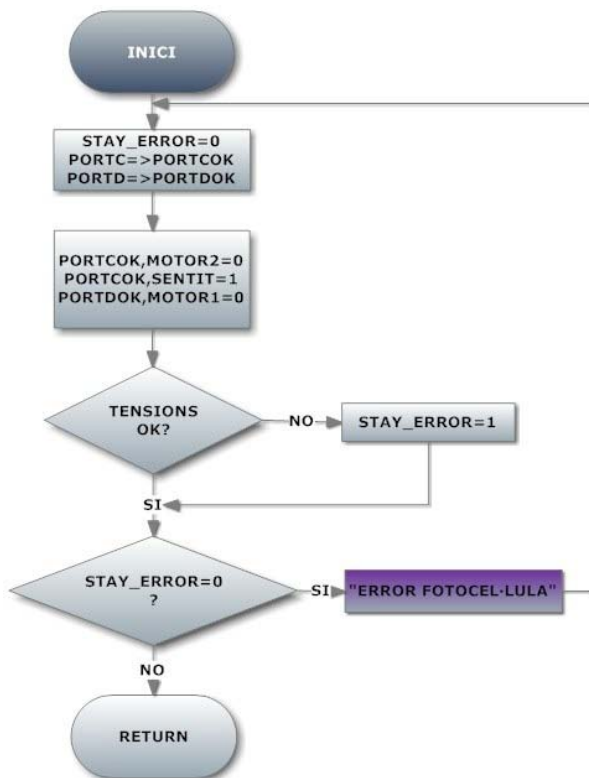 INICI
STAY_ERROR=0
PORTC=>PORTCOK
PORTD=>PORTDOK
PORTCOK,MOTOR2=0
PORTCOK,SENTIT=1
PORTDOK,MOTOR1=0
TENSIONS
OK?
NO
STAY_ERROR=1
SI
STAY_ERROR=0
?
SI
"ERROR FOTOCEL·LULA"
NO
RETURN